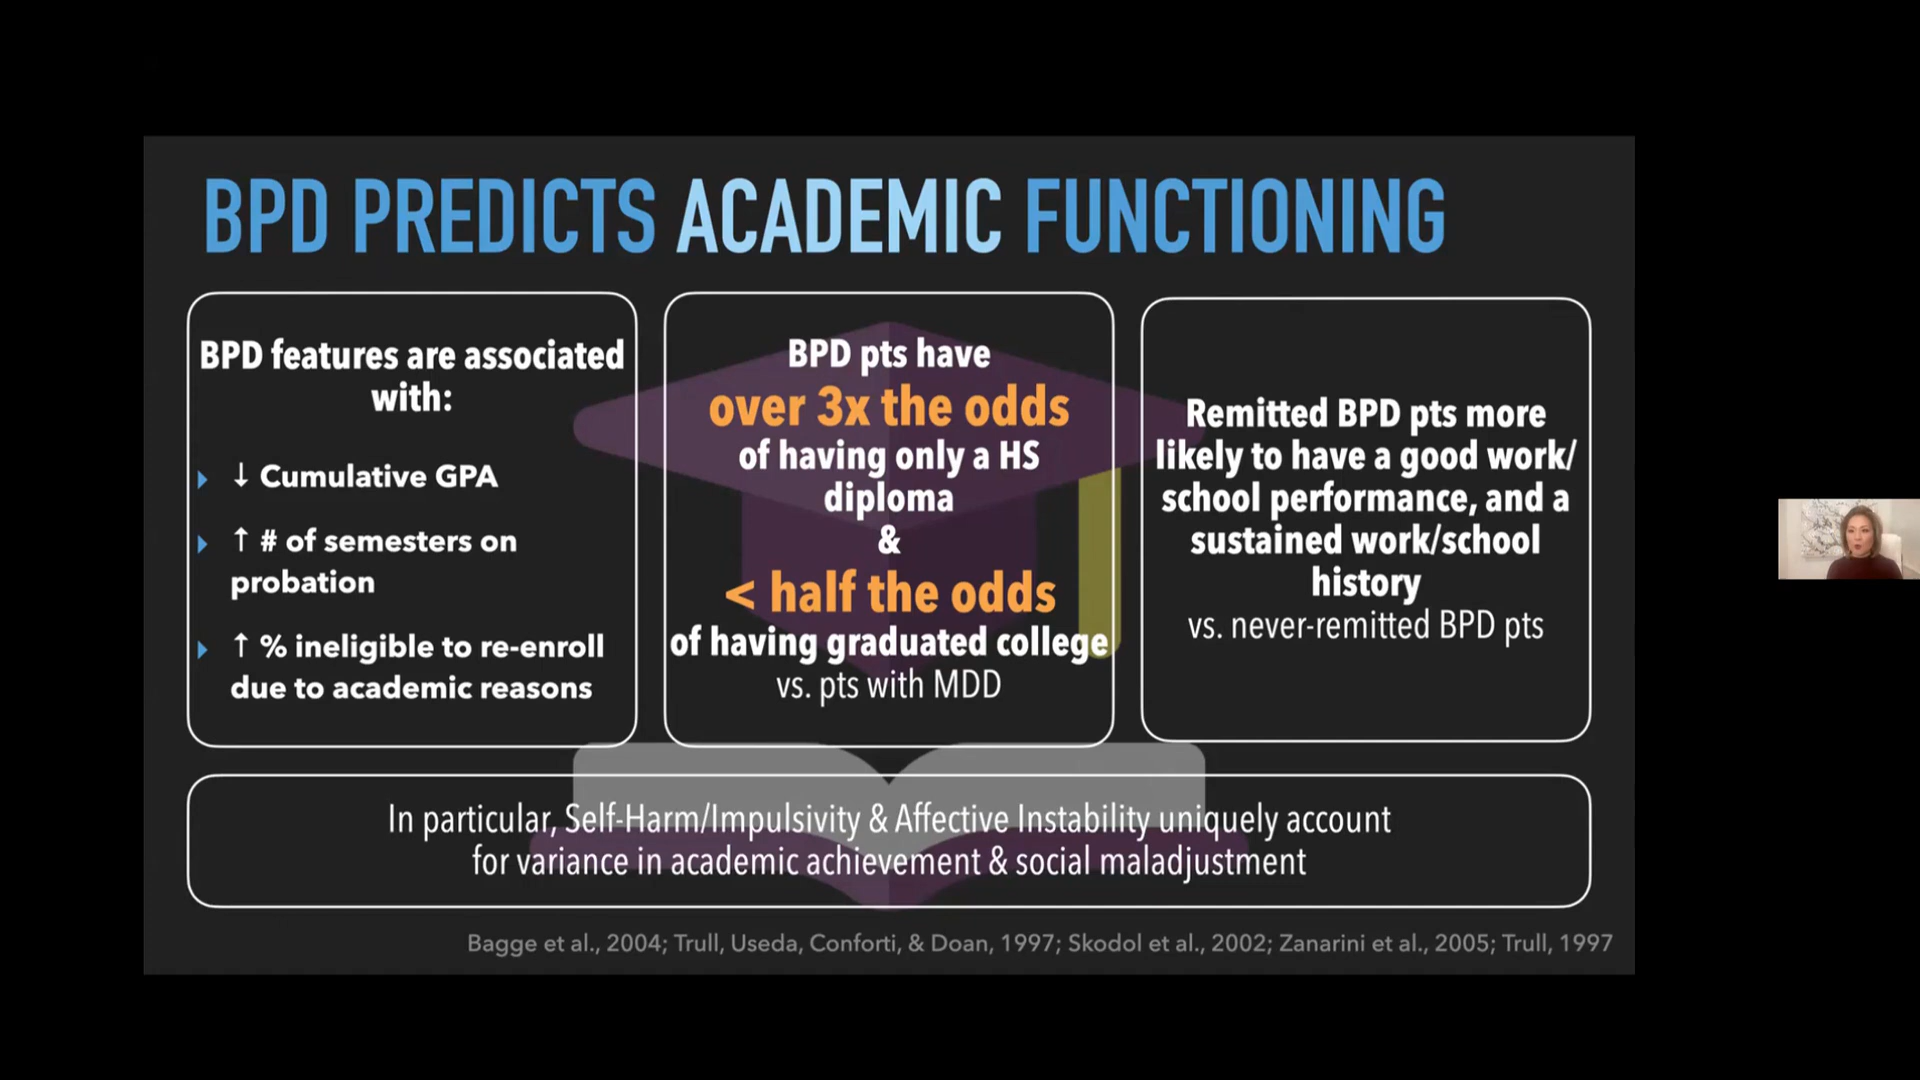 BPD PREDICTS ACADEMIC FUNCTIONING
BPD features are associated
with:
↓ Cumulative GPA
↑ # of semesters on
probation
↑ % ineligible to re-enroll
due to academic reasons
BPD pts have
over 3x the odds
of having only a HS
diploma
&
< half the odds
of having graduated college
vs. pts with MDD
Remitted BPD pts more
likely to have a good work/
school performance, and a
sustained work/school
history
vs. never-remitted BPD pts
In particular, Self-Harm/Impulsivity & Affective Instability uniquely account
for variance in academic achievement & social maladjustment
Bagge et al., 2004; Trull, Useda, Conforti, & Doan, 1997; Skodol et al., 2002; Zanarini et al., 2005; Trull, 1997